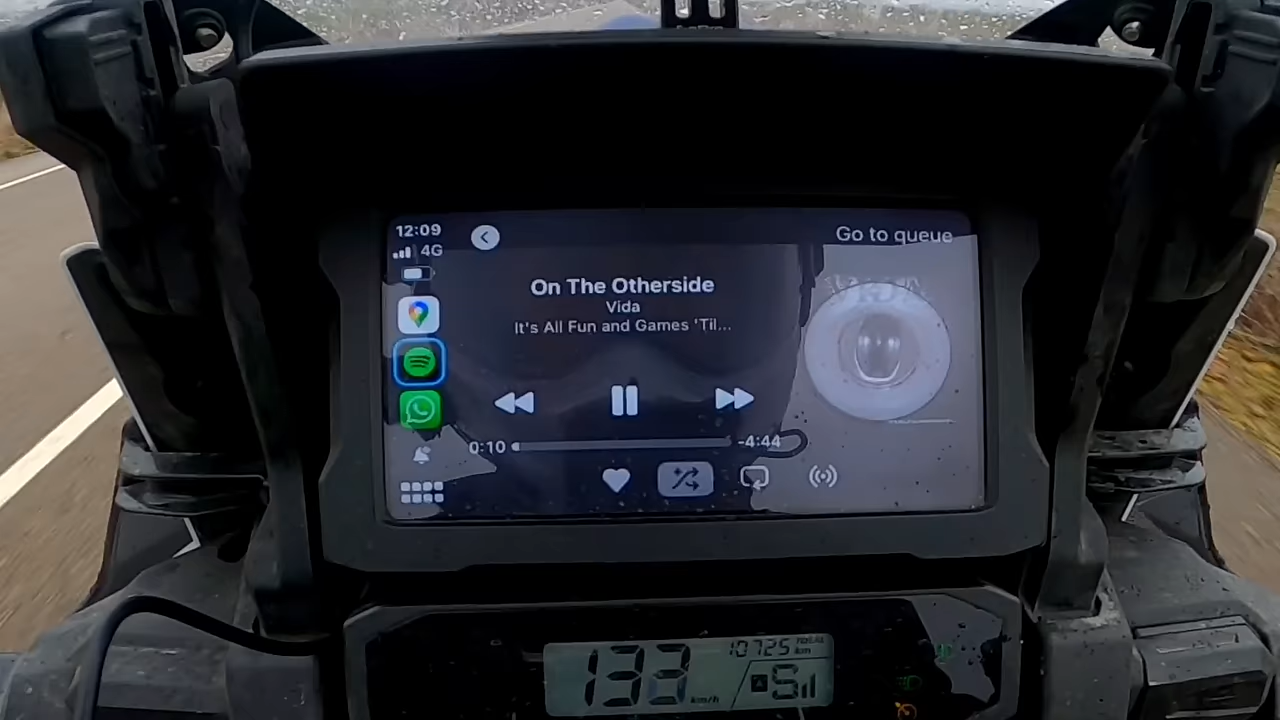 12:09
4G
Go to queue
On The Otherside
Vida
It's All Fun and Games 'Til...
0:10
-4:44
10725 km
133 km/h
A S